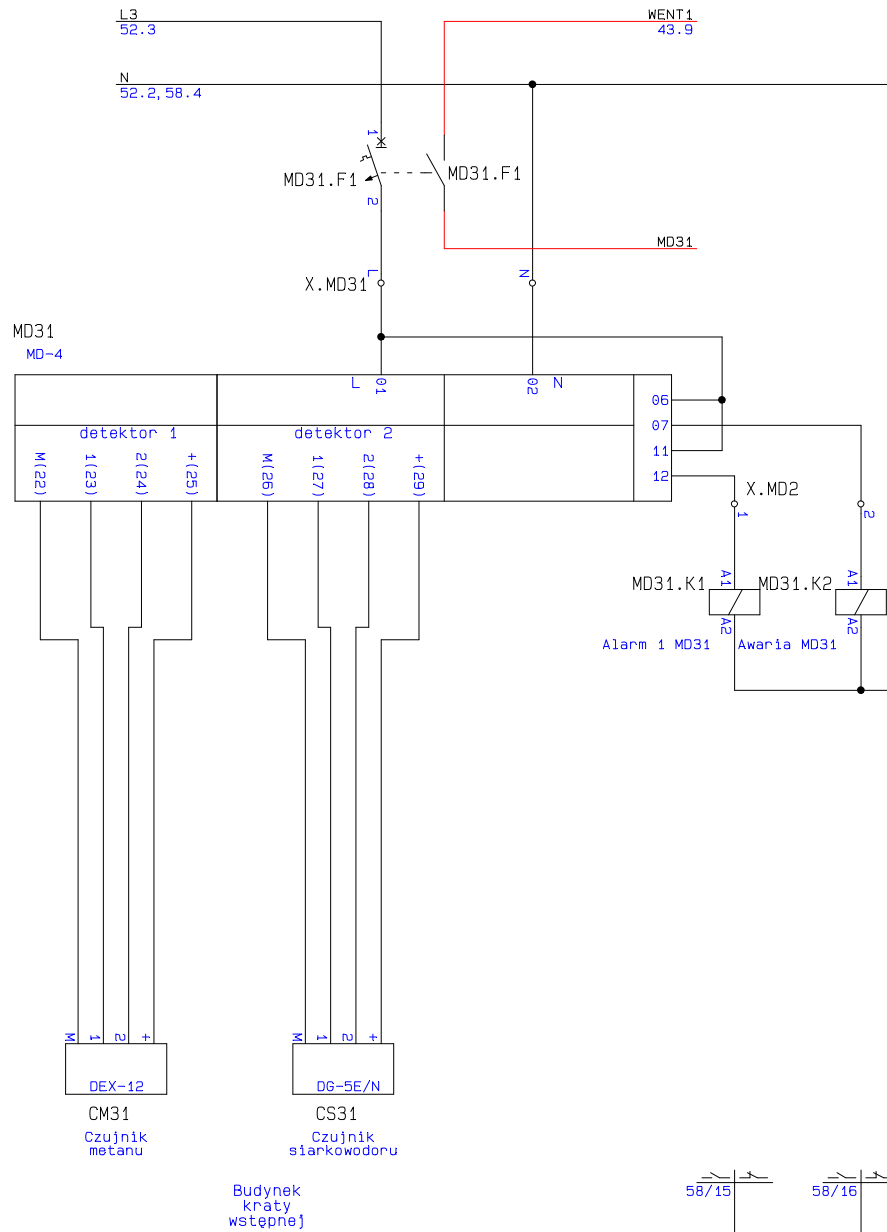 L3
52.3
WENT1
43.9
N
52.2,58.4
1
MD31.F1
MD31.F1
2
MD31
L
N
X.MD31
MD31
MD-4
L
01
02
N
06
detektor 1
detektor 2
07
11
12
M(22)
1(23)
2(24)
+(25)
M(26)
1(27)
2(28)
+(29)
X.MD2
1
2
A1
A1
MD31.K1
MD31.K2
A2
A2
Alarm 1 MD31
Awaria MD31
M
1
2
+
M
1
2
+
DEX-12
DG-5E/N
CM31
CS31
Czujnik
metanu
Czujnik
siarkowodoru
Budynek
kraty
wstępnej
58/15
58/16